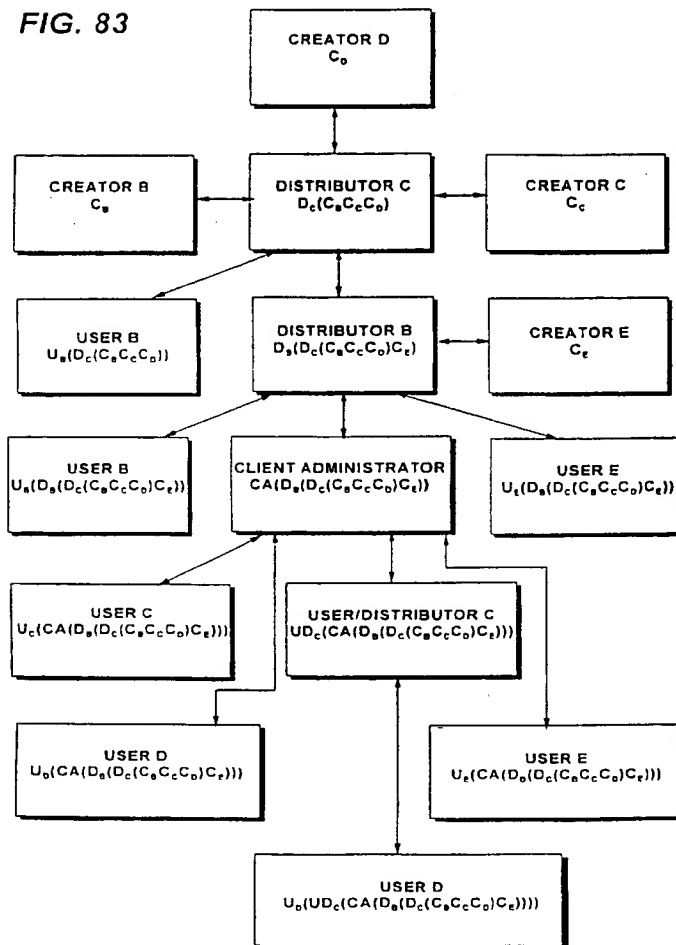 FIG. 83
CREATOR D
C_D
CREATOR B
C_B
DISTRIBUTOR C
D_C(C_BC_CC_D)
CREATOR C
C_C
USER B
U_B(D_C(C_BC_CC_D))
DISTRIBUTOR B
D_B(D_C(C_BC_CC_D)C_E)
CREATOR E
C_E
USER B
U_B(D_B(D_C(C_BC_CC_D)C_E))
CLIENT ADMINISTRATOR
CA(D_B(D_C(C_BC_CC_D)C_E))
USER E
U_E(D_B(D_C(C_BC_CC_D)C_E))
USER C
U_C(CA(D_B(D_C(C_BC_CC_D)C_E)))
USER/DISTRIBUTOR C
UD_C(CA(D_B(D_C(C_BC_CC_D)C_E)))
USER D
U_D(CA(D_B(D_C(C_BC_CC_D)C_E)))
USER E
U_E(CA(D_B(D_C(C_BC_CC_D)C_E)))
USER D
U_D(UD_C(CA(D_B(D_C(C_BC_CC_D)C_E))))